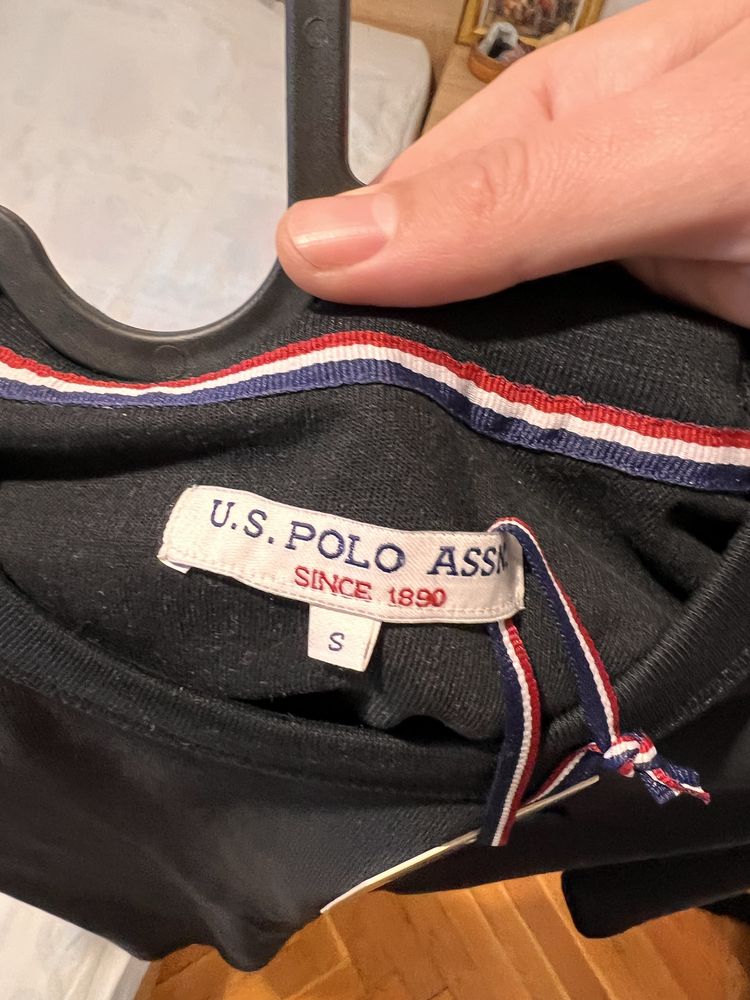 U.S. POLO ASSN.
SINCE 1890
S